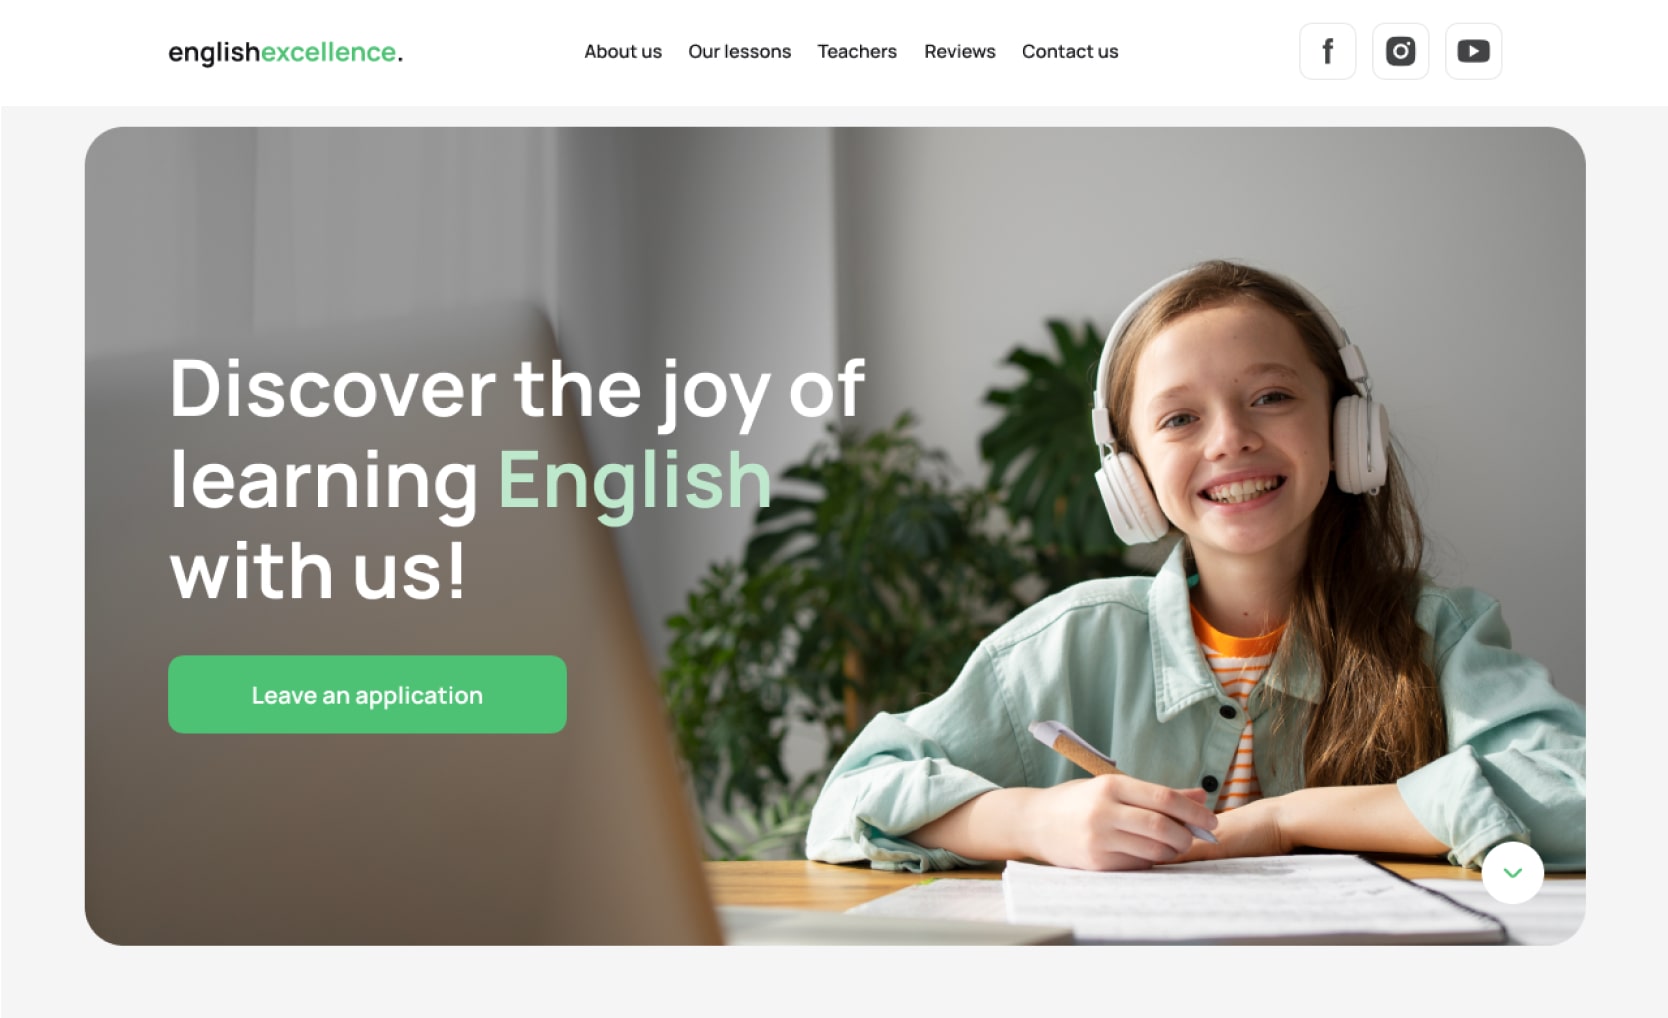 englishexcellence.
About us Our lessons Teachers Reviews Contact us
Discover the joy of
learning English
with us!
Leave an application